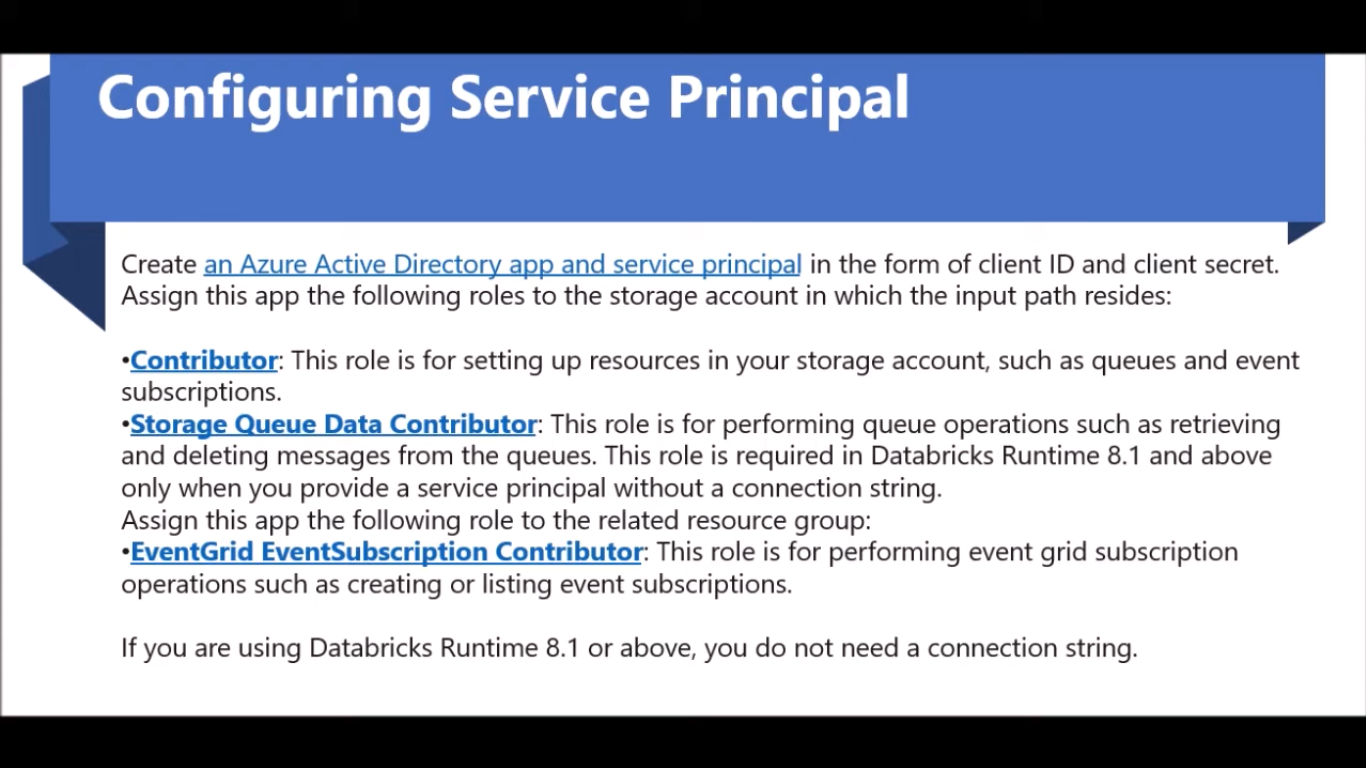 Configuring Service Principal
Create an Azure Active Directory app and service principal in the form of client ID and client secret.
Assign this app the following roles to the storage account in which the input path resides:
•Contributor: This role is for setting up resources in your storage account, such as queues and event
subscriptions.
•Storage Queue Data Contributor: This role is for performing queue operations such as retrieving
and deleting messages from the queues. This role is required in Databricks Runtime 8.1 and above
only when you provide a service principal without a connection string.
Assign this app the following role to the related resource group:
•EventGrid EventSubscription Contributor: This role is for performing event grid subscription
operations such as creating or listing event subscriptions.
If you are using Databricks Runtime 8.1 or above, you do not need a connection string.